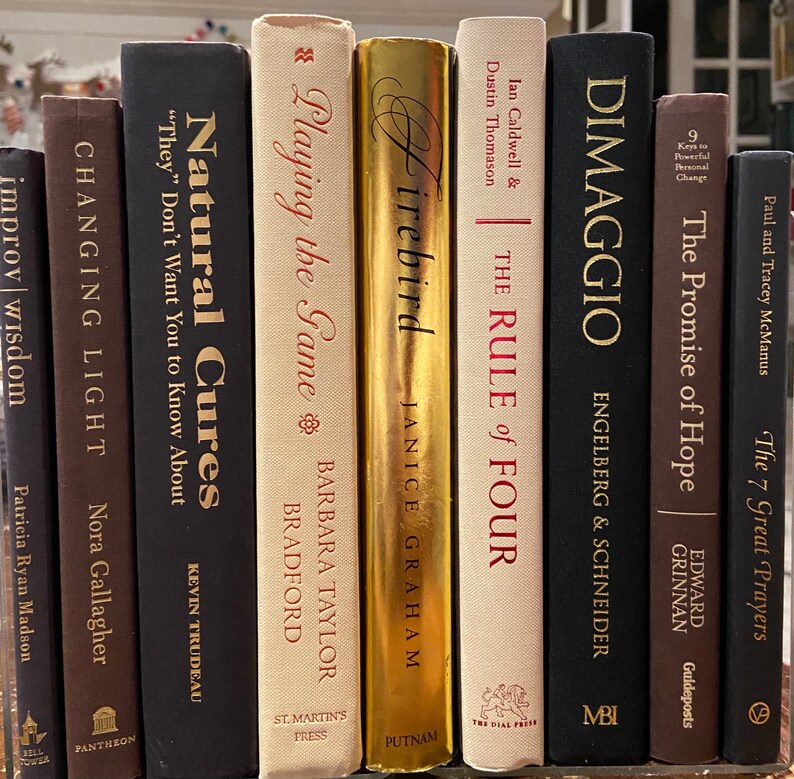 improv | wisdom
Patricia Ryan Madson
BELL
TOWER
CHANGING LIGHT
Nora Gallagher
PANTHEON
Natural Cures
"They" Don't Want You to Know About
KEVIN TRUDEAU
Playing the Game
BARBARA TAYLOR
BRADFORD
ST. MARTIN'S
PRESS
Firebird
JANICE GRAHAM
PUTNAM
Ian Caldwell &
Dustin Thomason
THE RULE of FOUR
THE DIAL PRESS
DIMAGGIO
ENGELBERG & SCHNEIDER
MBI
9
Keys to
Powerful
Personal
Change
The Promise of Hope
EDWARD
GRINNAN
Guideposts
Paul and Tracey McManus
The 7 Great Prayers